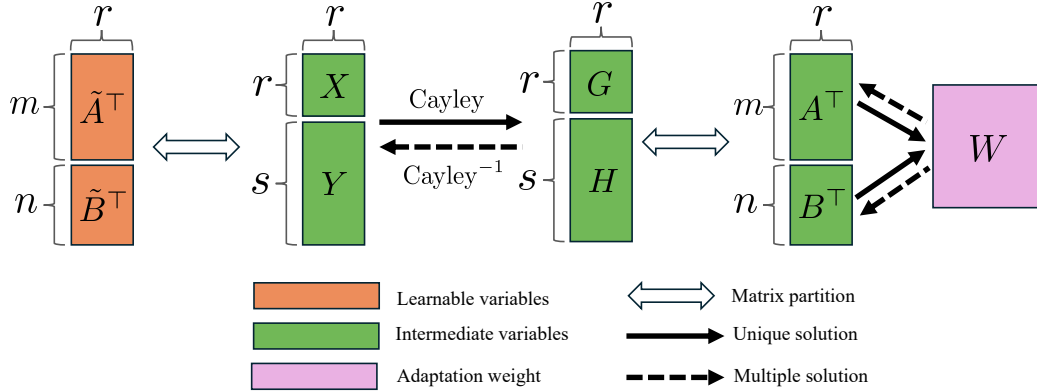 r r r r
m Ã⊤ r X Cayley r G m A⊤ W
n B̃⊤ s Y Cayley⁻¹ s H n B⊤
Learnable variables Matrix partition
Intermediate variables Unique solution
Adaptation weight Multiple solution